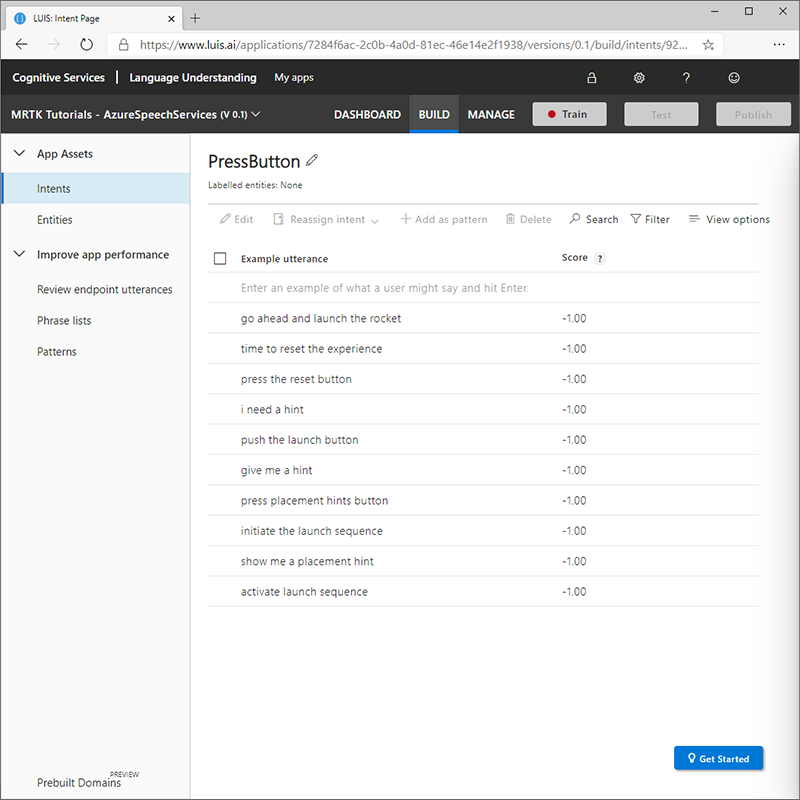 LUIS: Intent Page
https://www.luis.ai/applications/7284f6ac-2c0b-4a0d-81ec-46e14e2f1938/versions/0.1/build/intents/92...
Cognitive Services | Language Understanding My apps
MRTK Tutorials - AzureSpeechServices (V 0.1) DASHBOARD BUILD MANAGE Train Test Publish
App Assets
Intents
Entities
Improve app performance
Review endpoint utterances
Phrase lists
Patterns
Prebuilt Domains PREVIEW
PressButton
Labelled entities: None
Edit Reassign intent Add as pattern Delete Search Filter View options
Example utterance Score ?
Enter an example of what a user might say and hit Enter.
go ahead and launch the rocket -1.00
time to reset the experience -1.00
press the reset button -1.00
i need a hint -1.00
push the launch button -1.00
give me a hint -1.00
press placement hints button -1.00
initiate the launch sequence -1.00
show me a placement hint -1.00
activate launch sequence -1.00
Get Started